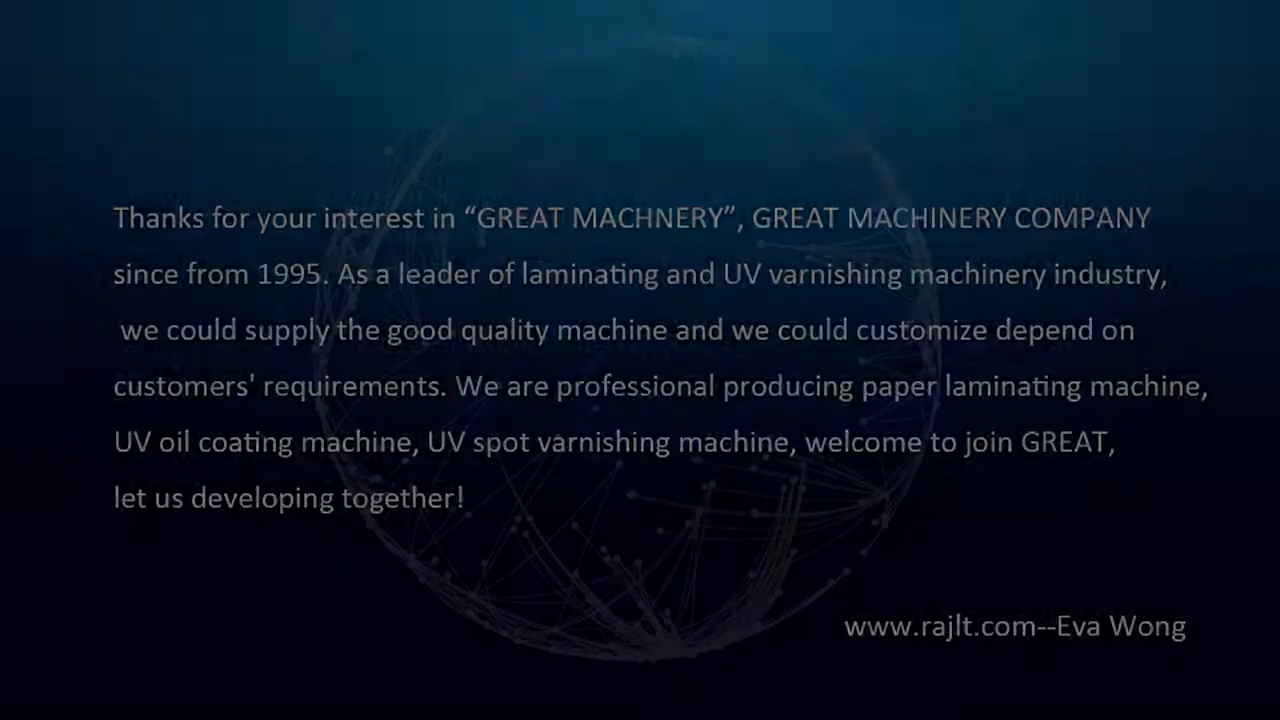 Thanks for your interest in “GREAT MACHNERY”, GREAT MACHINERY COMPANY
since from 1995. As a leader of laminating and UV varnishing machinery industry,
we could supply the good quality machine and we could customize depend on
customers' requirements. We are professional producing paper laminating machine,
UV oil coating machine, UV spot varnishing machine, welcome to join GREAT,
let us developing together!
www.rajlt.com--Eva Wong